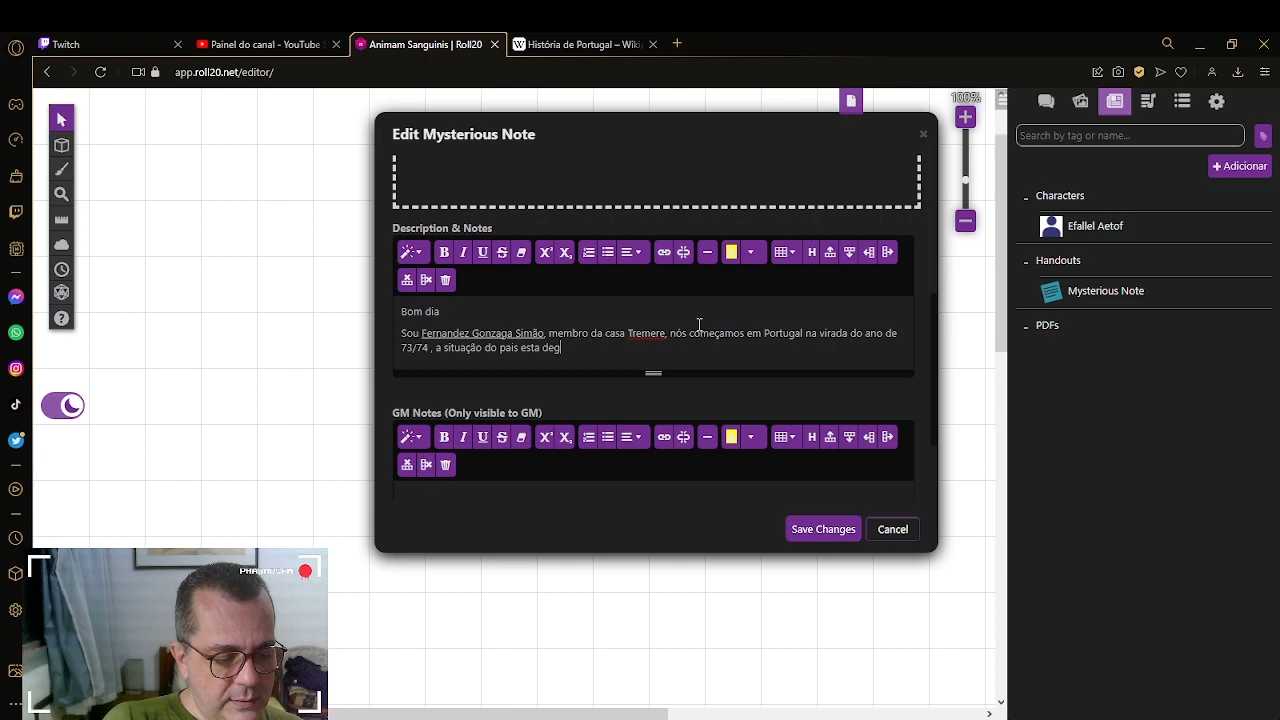 Twitch
Painel do canal - YouTube S
Animam Sanguinis | Roll20
História de Portugal – Wiki
app.roll20.net/editor/
100%
Edit Mysterious Note
Search by tag or name...
Adicionar
Characters
Efallel Aetof
Handouts
Mysterious Note
PDFs
Description & Notes
Bom dia
Sou Fernandez Gonzaga Simão, membro da casa Tremere, nós começamos em Portugal na virada do ano de
73/74 , a situação do pais esta deg
GM Notes (Only visible to GM)
Save Changes
Cancel